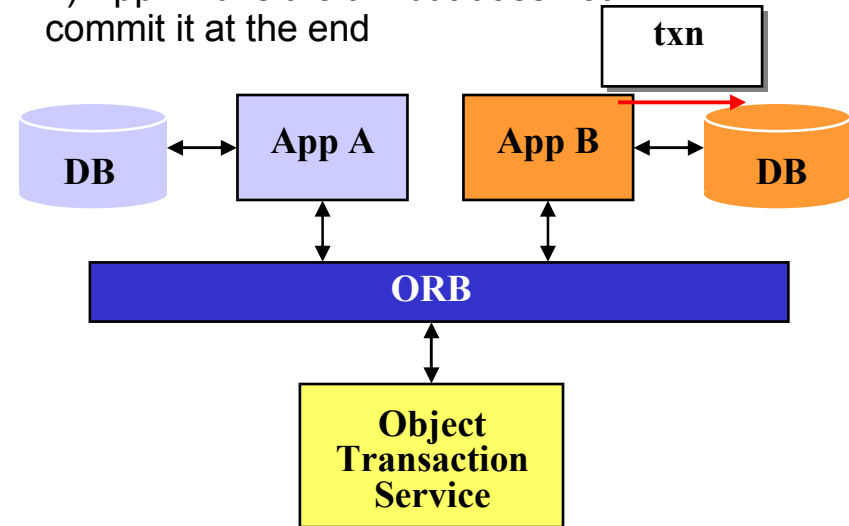 commit it at the end
txn
App A
App B
DB
DB
ORB
Object
Transaction
Service